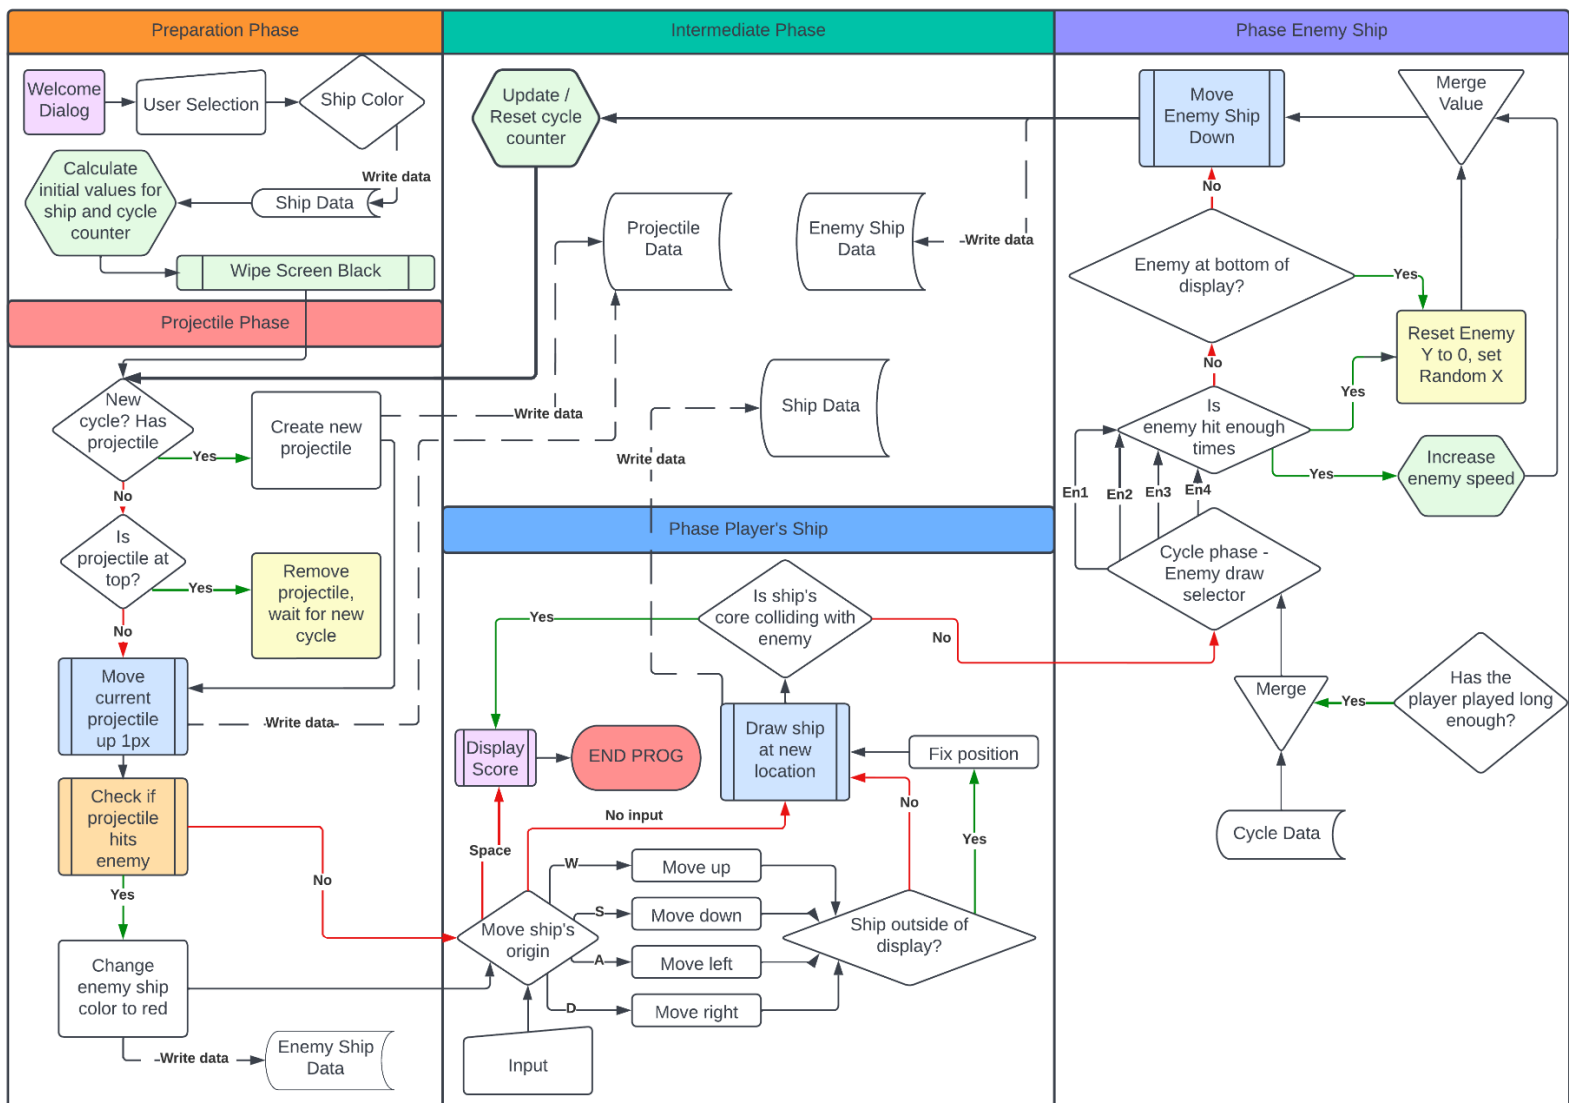 Preparation Phase
Intermediate Phase
Phase Enemy Ship
Welcome
Dialog
User Selection
Ship Color
Write data
Calculate
initial values for
ship and cycle
counter
Ship Data
Wipe Screen Black
Projectile Phase
New
cycle? Has
projectile
Yes
Create new
projectile
Write data
No
Is
projectile at
top?
Yes
Remove
projectile,
wait for new
cycle
No
Move
current
projectile
up 1px
Write data
Check if
projectile
hits
enemy
No
Yes
Change
enemy ship
color to red
Write data
Enemy Ship
Data
Update /
Reset cycle
counter
Projectile
Data
Enemy Ship
Data
Write data
Ship Data
Write data
Phase Player's Ship
Is ship's
core colliding with
enemy
Yes
No
Display
Score
END PROG
Draw ship
at new
location
Fix position
No input
No
Yes
Space
Move ship's
origin
W
Move up
S
Move down
A
Move left
D
Move right
Ship outside of
display?
Input
Move
Enemy Ship
Down
Merge
Value
No
Enemy at bottom of
display?
Yes
Reset Enemy
Y to 0, set
Random X
No
Yes
Is
enemy hit enough
times
Yes
Increase
enemy speed
En1
En2
En3
En4
Cycle phase -
Enemy draw
selector
Merge
Yes
Has the
player played long
enough?
Cycle Data